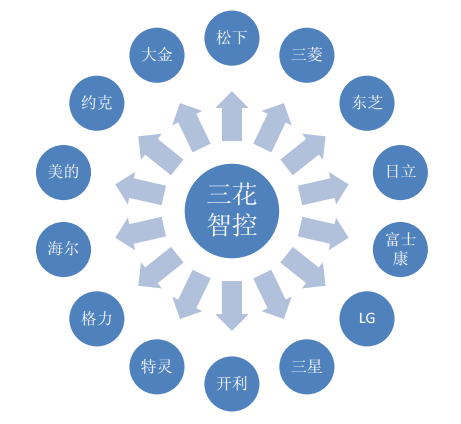 松下
大金
三菱
约克
东芝
美的
三花
智控
日立
海尔
富士
康
格力
LG
特灵
三星
开利